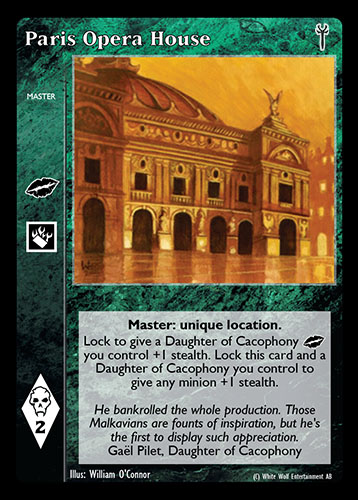 Paris Opera House
MASTER
Master: unique location.
Lock to give a Daughter of Cacophony
you control +1 stealth. Lock this card and a
Daughter of Cacophony you control to
give any minion +1 stealth.
He bankrolled the whole production. Those
Malkavians are founts of inspiration, but he's
the first to display such appreciation.
Gaël Pilet, Daughter of Cacophony
2
Illus: William O'Connor
(C) White Wolf Entertainment AB